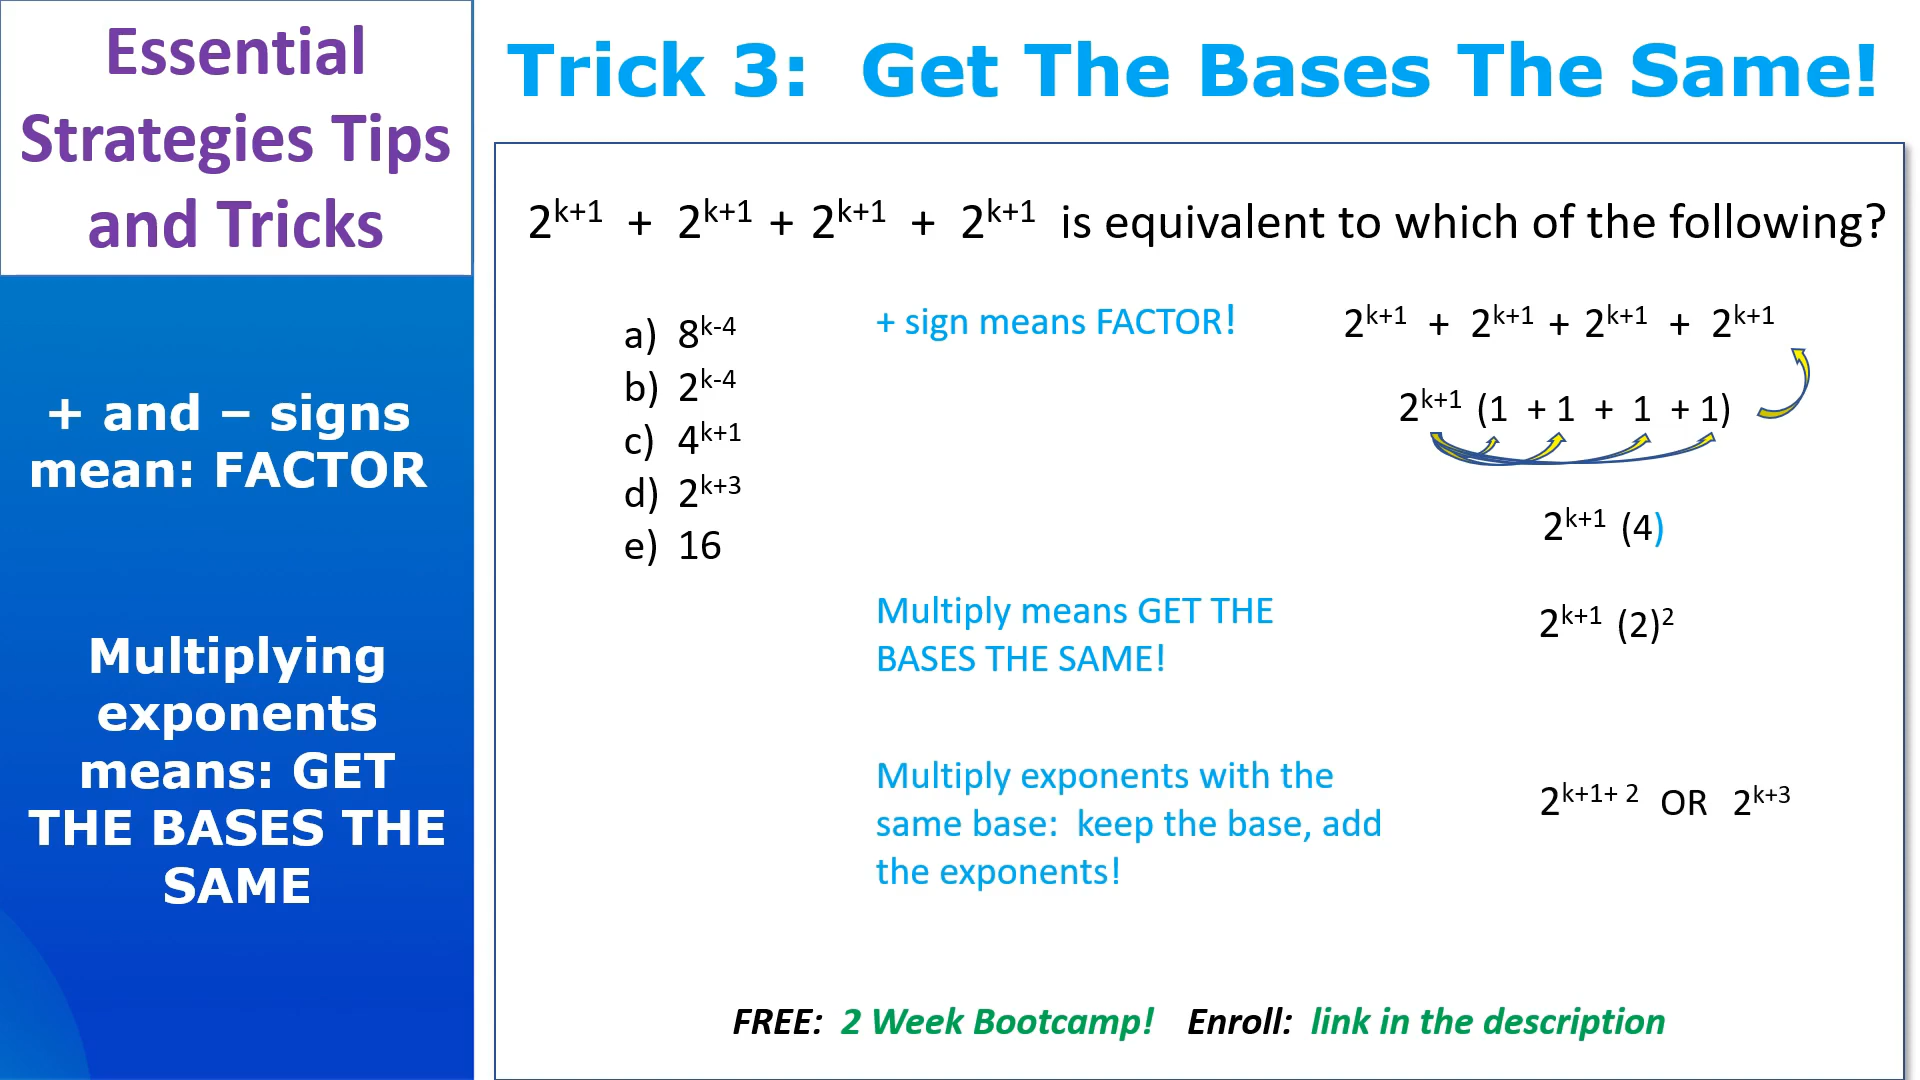 Essential
Strategies Tips
and Tricks
+ and – signs
mean: FACTOR
Multiplying
exponents
means: GET
THE BASES THE
SAME
Trick 3: Get The Bases The Same!
2ᵏ⁺¹ + 2ᵏ⁺¹ + 2ᵏ⁺¹ + 2ᵏ⁺¹ is equivalent to which of the following?
a) 8ᵏ⁻⁴
b) 2ᵏ⁻⁴
c) 4ᵏ⁺¹
d) 2ᵏ⁺³
e) 16
+ sign means FACTOR!
2ᵏ⁺¹ + 2ᵏ⁺¹ + 2ᵏ⁺¹ + 2ᵏ⁺¹
2ᵏ⁺¹ (1 + 1 + 1 + 1)
2ᵏ⁺¹ (4)
Multiply means GET THE
BASES THE SAME!
2ᵏ⁺¹ (2)²
Multiply exponents with the
same base: keep the base, add
the exponents!
2ᵏ⁺¹⁺ ² OR 2ᵏ⁺³
FREE: 2 Week Bootcamp! Enroll: link in the description